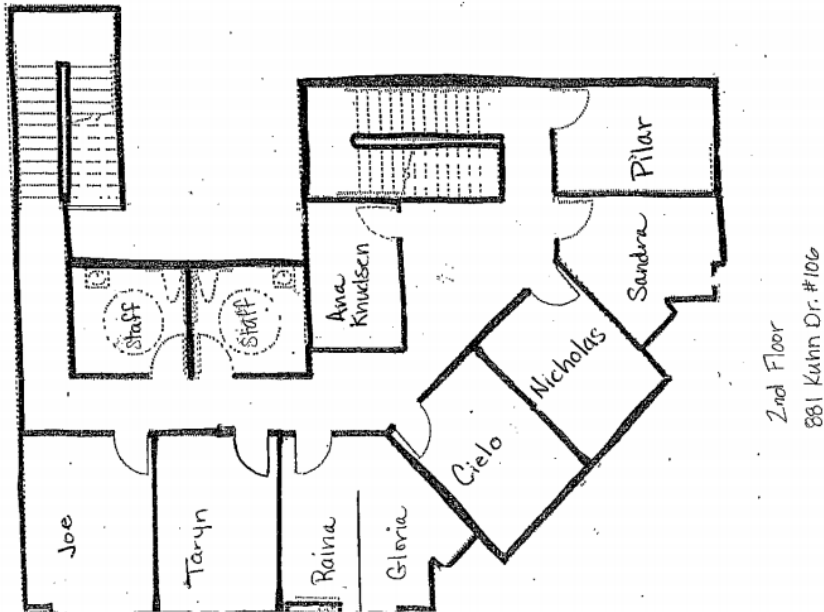 Joe
Taryn
Raina
Gloria
Cielo
Nicholas
Sandra
Pilar
Ana
Knudsen
Staff
Staff
2nd Floor
881 Kuhn Dr. #106